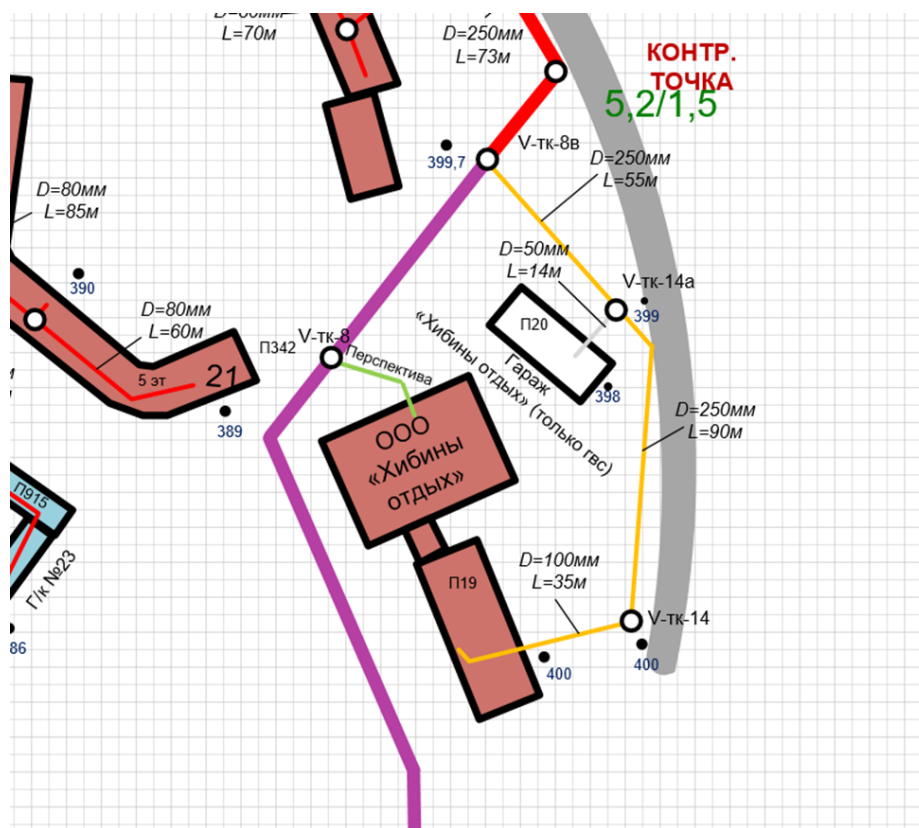 L=70м
D=250мм
L=73м
КОНТР.
ТОЧКА
5,2/1,5
V-тк-8в
399,7
D=250мм
L=55м
D=80мм
L=85м
390
D=50мм
L=14м
V-тк-14а
399
D=80мм
L=60м
П20
П342
V-тк-8
Перспектива
Гараж
«Хибины отдых» (только гвс)
398
5 эт
21
389
D=250мм
L=90м
ООО
«Хибины
отдых»
П915
Г/к №23
П19
D=100мм
L=35м
V-тк-14
86
400
400